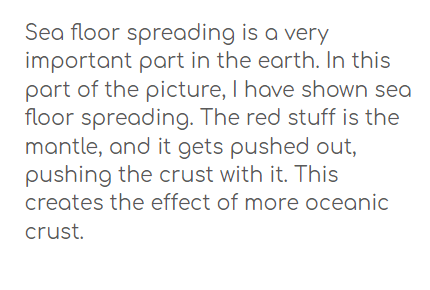 Sea floor spreading is a very
important part in the earth. In this
part of the picture, I have shown sea
floor spreading. The red stuff is the
mantle, and it gets pushed out,
pushing the crust with it. This
creates the effect of more oceanic
crust.